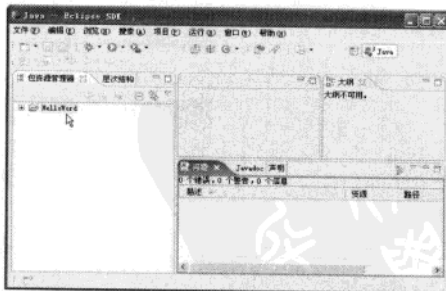 Java - Eclipse SDK
文件(F) 编辑(E) 浏览(N) 搜索(A) 项目(P) 运行(R) 窗口(W) 帮助(H)
Java
包资源管理器 层次结构
大纲
大纲不可用。
HelloWord
问题 Javadoc 声明
0 个错误，0 个警告，0 个信息
描述 资源 路径